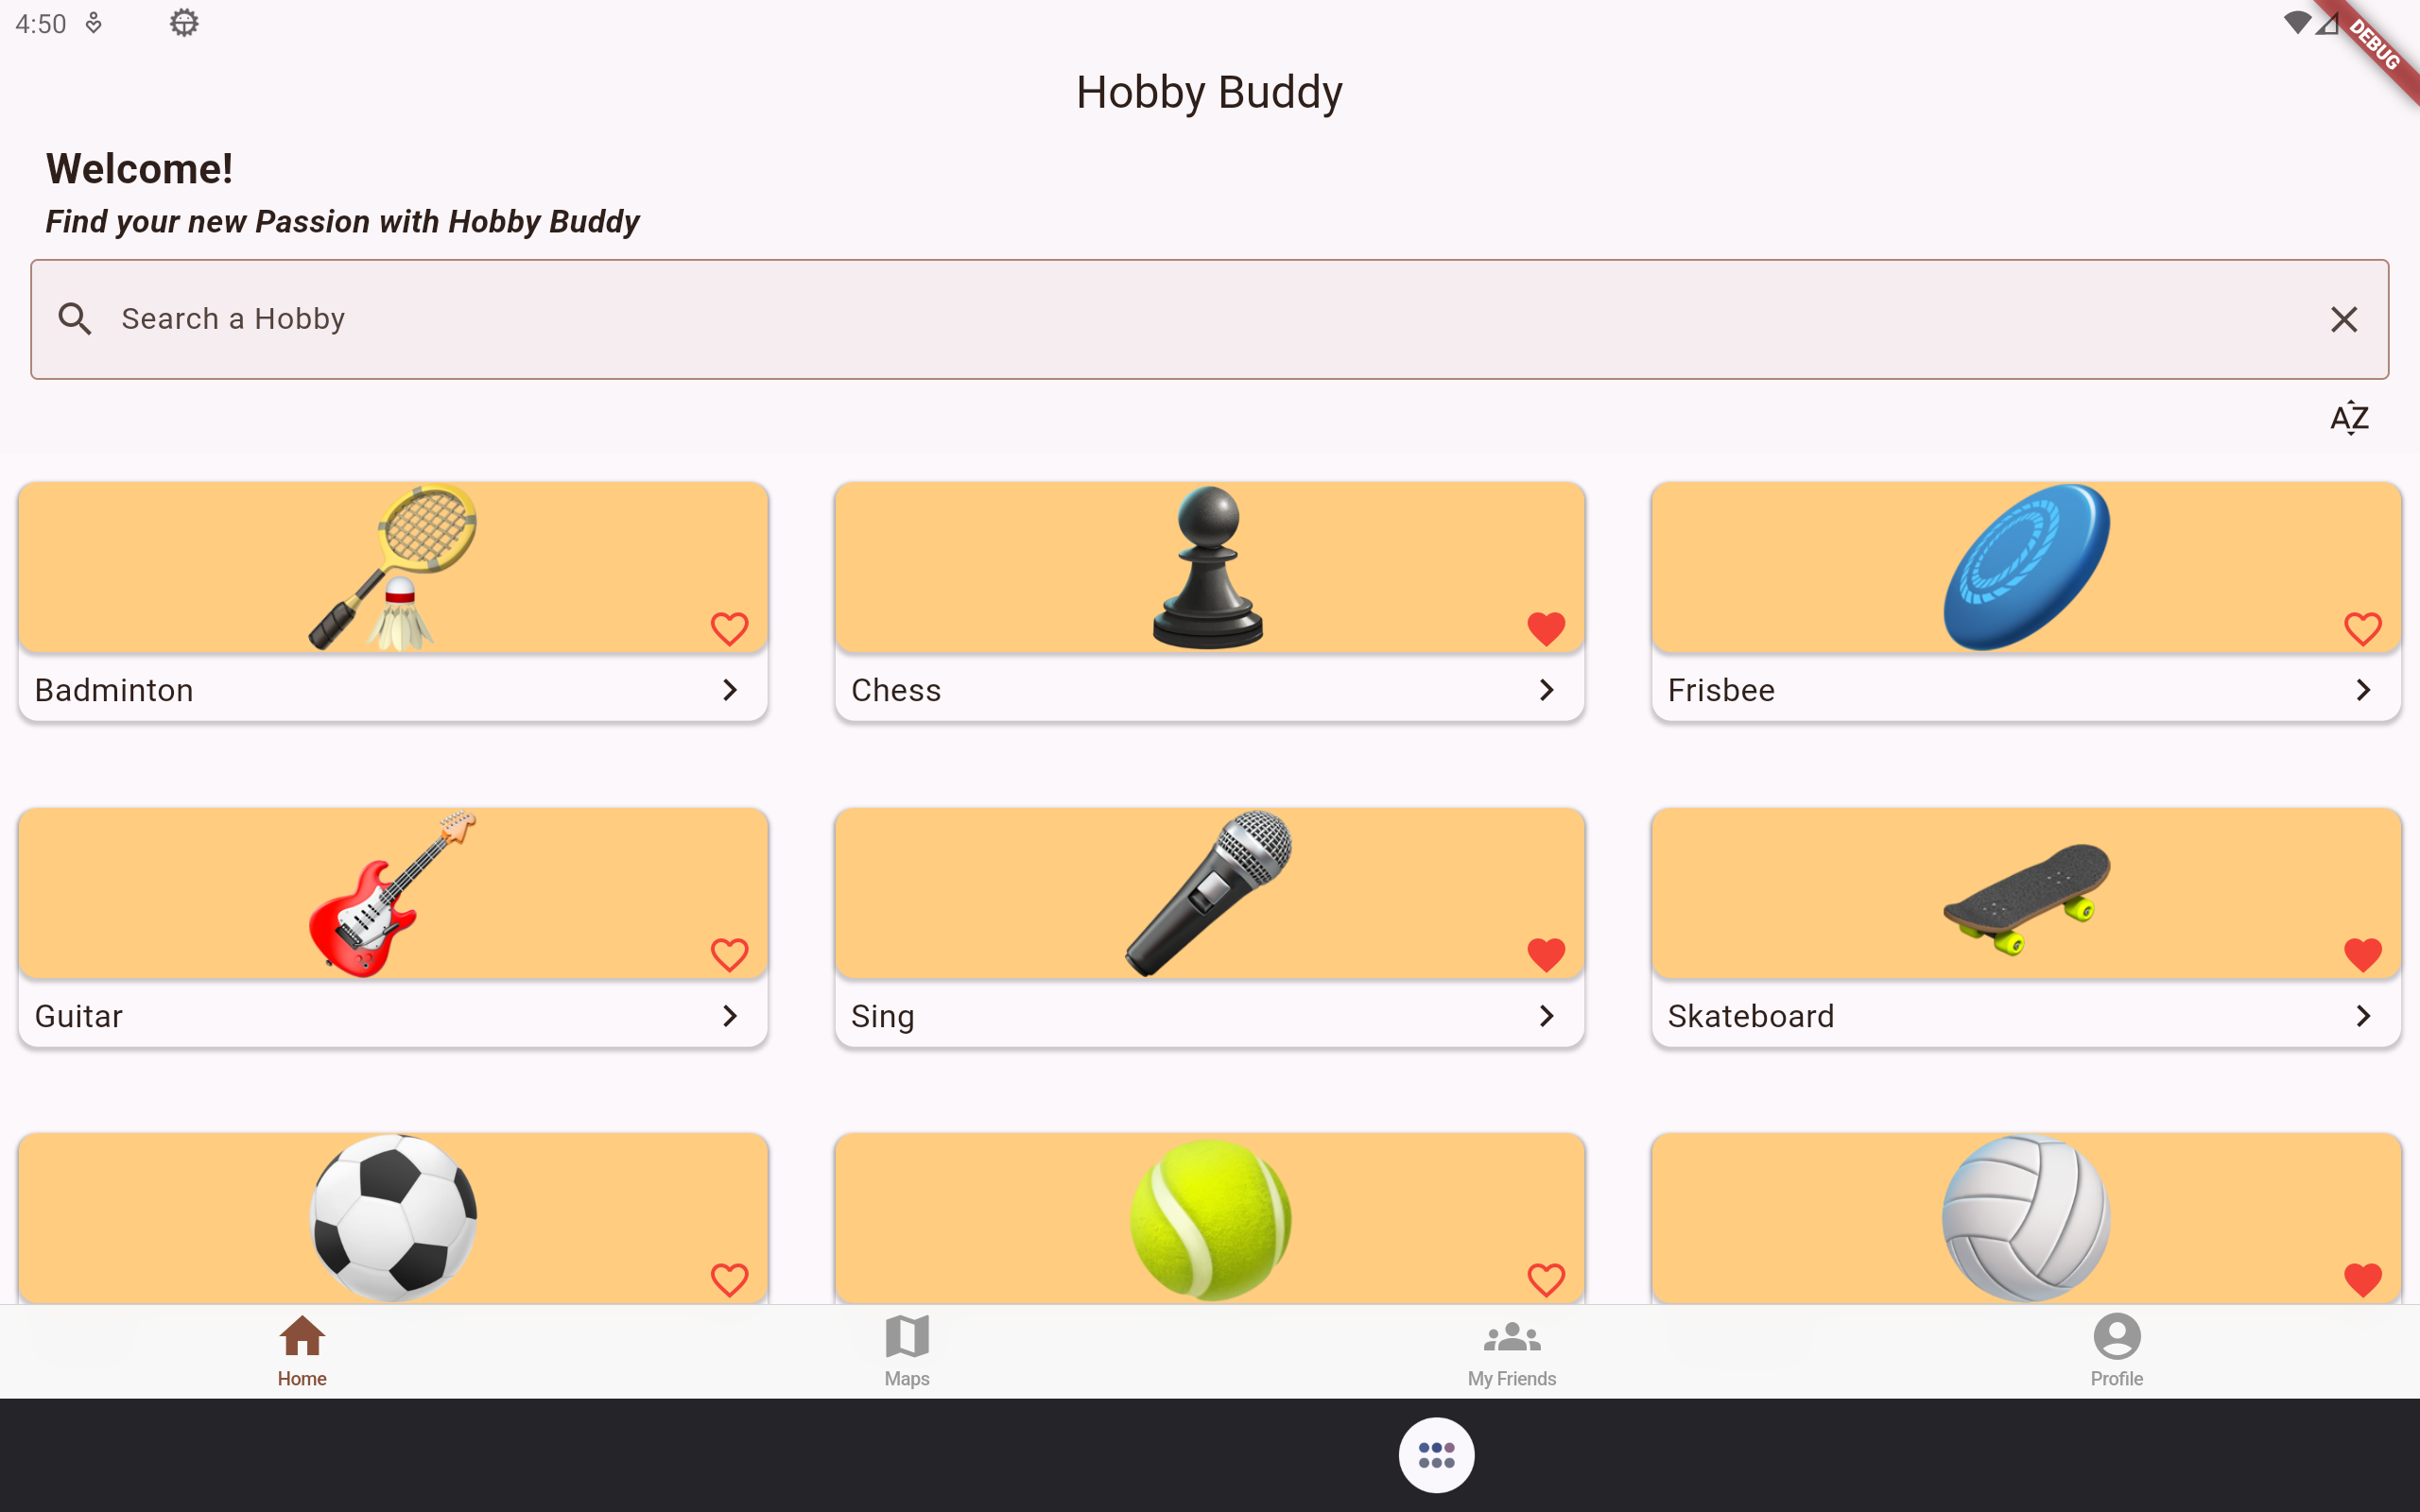 4:50
DEBUG
Hobby Buddy
Welcome!
Find your new Passion with Hobby Buddy
Search a Hobby
AZ
Badminton
Chess
Frisbee
Guitar
Sing
Skateboard
Home
Maps
My Friends
Profile